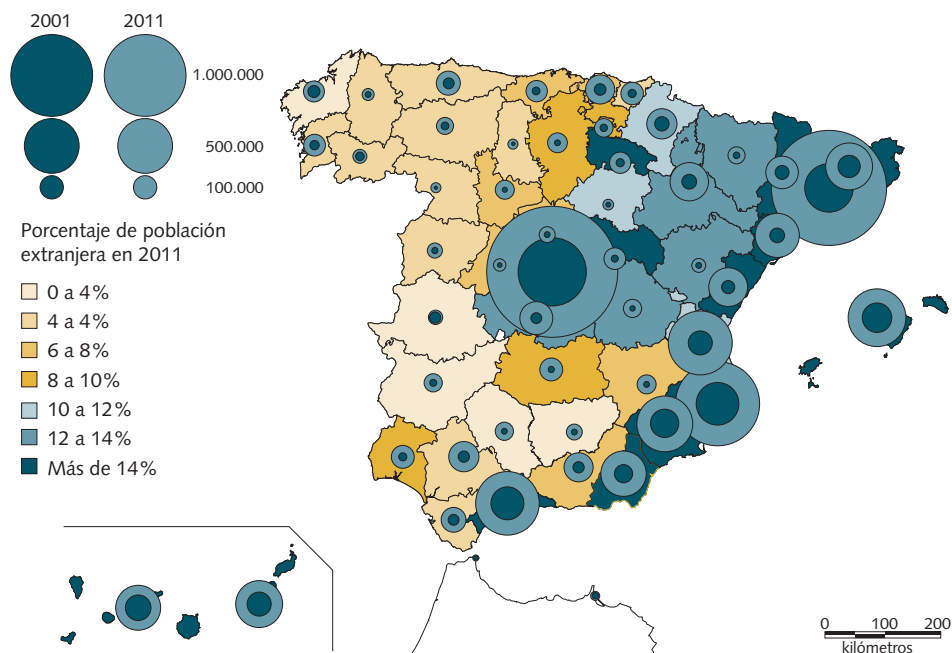 2001 2011
1.000.000
500.000
100.000
Porcentaje de población
extranjera en 2011
0 a 4%
4 a 4%
6 a 8%
8 a 10%
10 a 12%
12 a 14%
Más de 14%
0 100 200
kilómetros